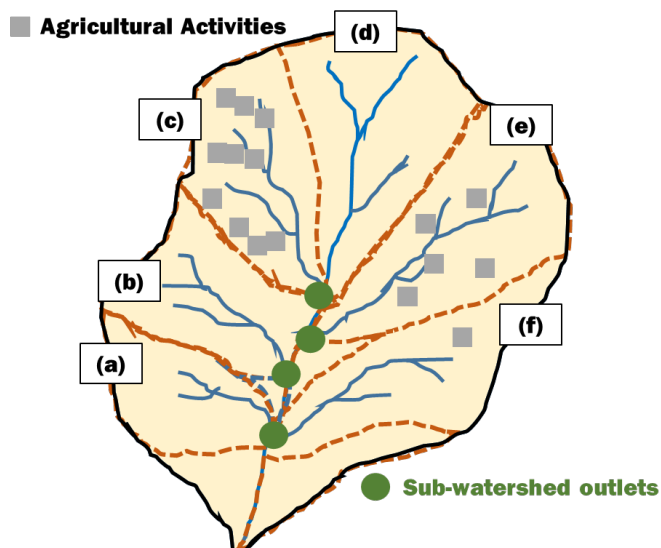 Agricultural Activities
(d)
(c)
(e)
(b)
(f)
(a)
Sub-watershed outlets